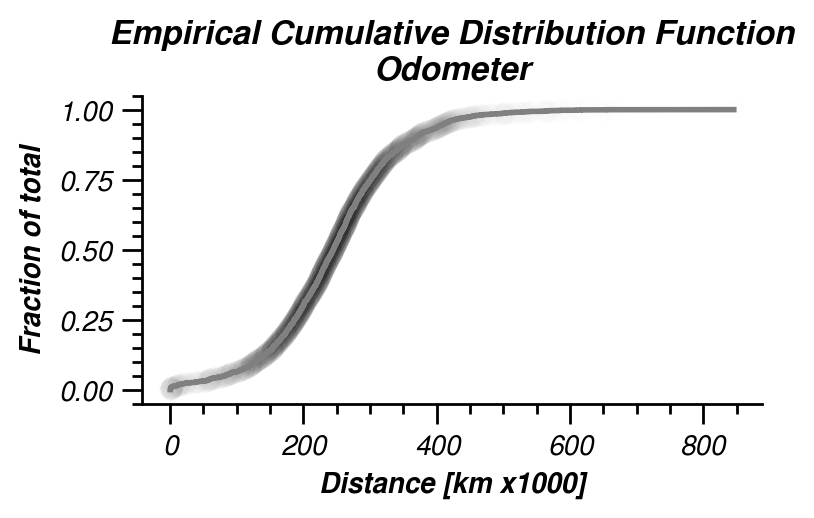 Empirical Cumulative Distribution Function
Odometer
1.00
0.75
0.50
0.25
0.00
Fraction of total
0 200 400 600 800
Distance [km x1000]